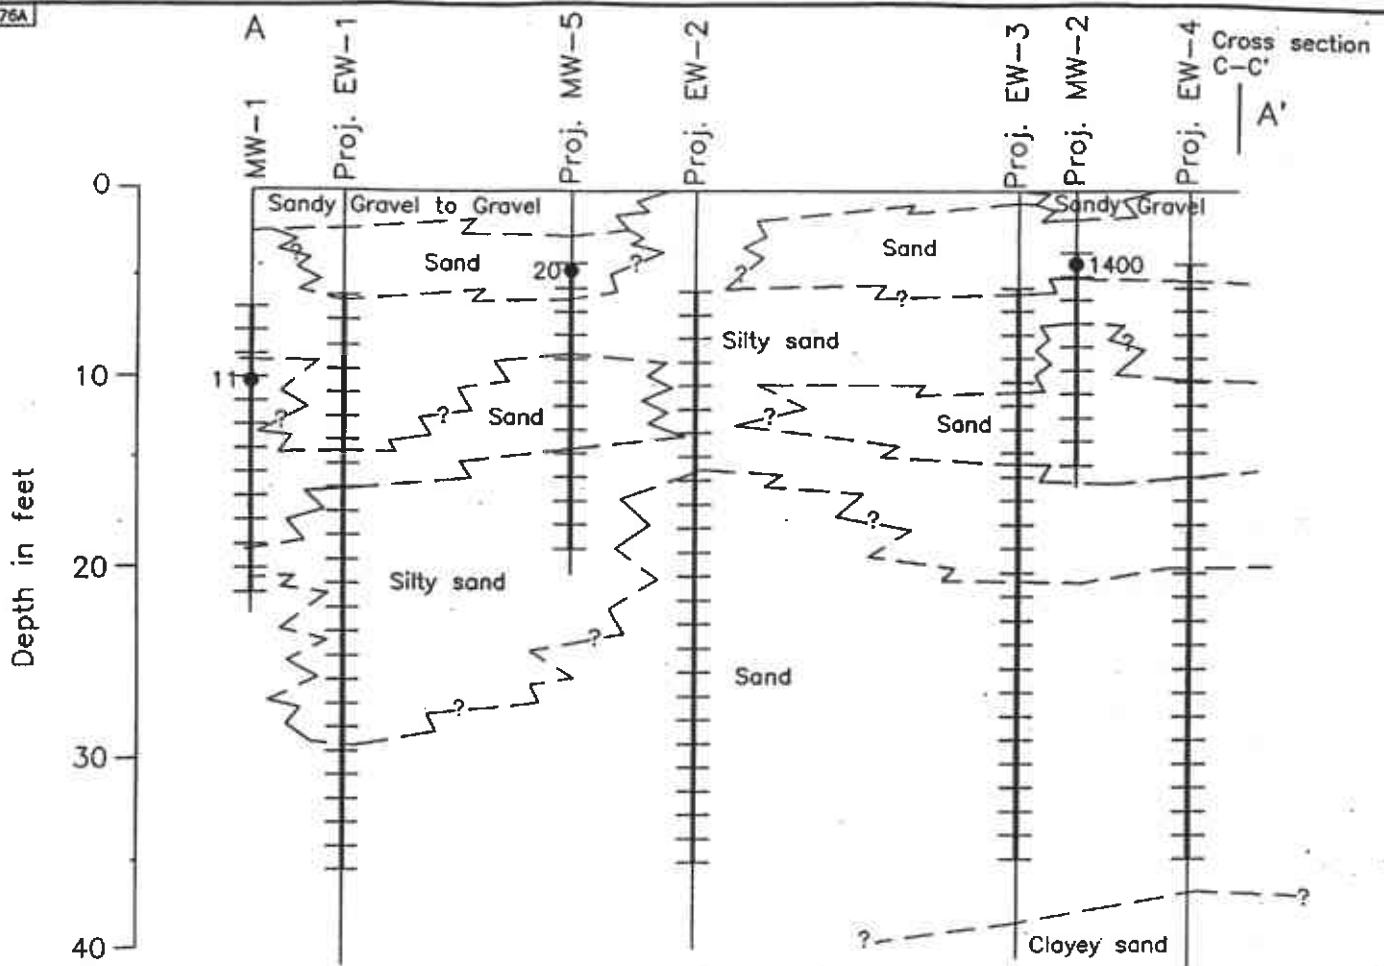 76A
A
MW-1
Proj. EW-1
Proj. MW-5
Proj. EW-2
Proj. EW-3
Proj. MW-2
Proj. EW-4
Cross section
C-C'
A'
0
10
20
30
40
Depth in feet
Sandy Gravel to Gravel
Sandy Gravel
?
Sand
20
?
?
Sand
?
1400
Silty sand
?
11
?
?
Sand
?
Sand
?
Silty sand
?
Sand
?
?
?
Clayey sand